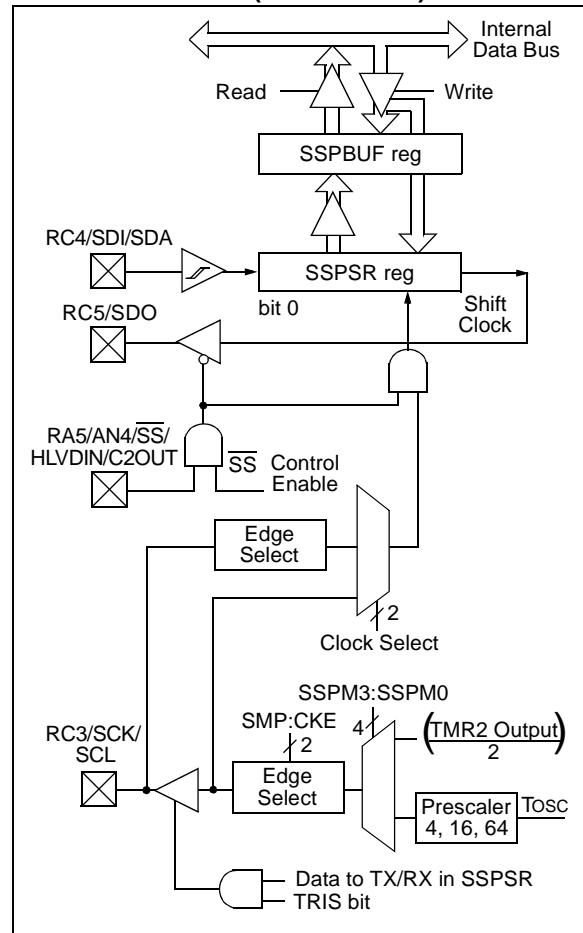 Internal
Data Bus
Read
Write
SSPBUF reg
RC4/SDI/SDA
SSPSR reg
bit 0
Shift
Clock
RC5/SDO
RA5/AN4/SS/
HLVDIN/C2OUT
SS
Control
Enable
Edge
Select
2
Clock Select
SSPM3:SSPM0
SMP:CKE
4
2
(TMR2 Output)
2
RC3/SCK/
SCL
Edge
Select
Prescaler
4, 16, 64
TOSC
Data to TX/RX in SSPSR
TRIS bit